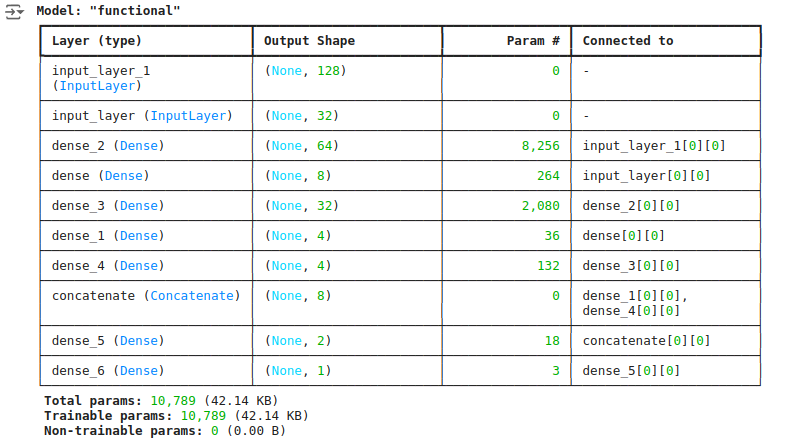 Model: "functional"
Layer (type) Output Shape Param # Connected to
input_layer_1 (None, 128) 0 -
(InputLayer)
input_layer (InputLayer) (None, 32) 0 -
dense_2 (Dense) (None, 64) 8,256 input_layer_1[0][0]
dense (Dense) (None, 8) 264 input_layer[0][0]
dense_3 (Dense) (None, 32) 2,080 dense_2[0][0]
dense_1 (Dense) (None, 4) 36 dense[0][0]
dense_4 (Dense) (None, 4) 132 dense_3[0][0]
concatenate (Concatenate) (None, 8) 0 dense_1[0][0],
dense_4[0][0]
dense_5 (Dense) (None, 2) 18 concatenate[0][0]
dense_6 (Dense) (None, 1) 3 dense_5[0][0]
Total params: 10,789 (42.14 KB)
Trainable params: 10,789 (42.14 KB)
Non-trainable params: 0 (0.00 B)